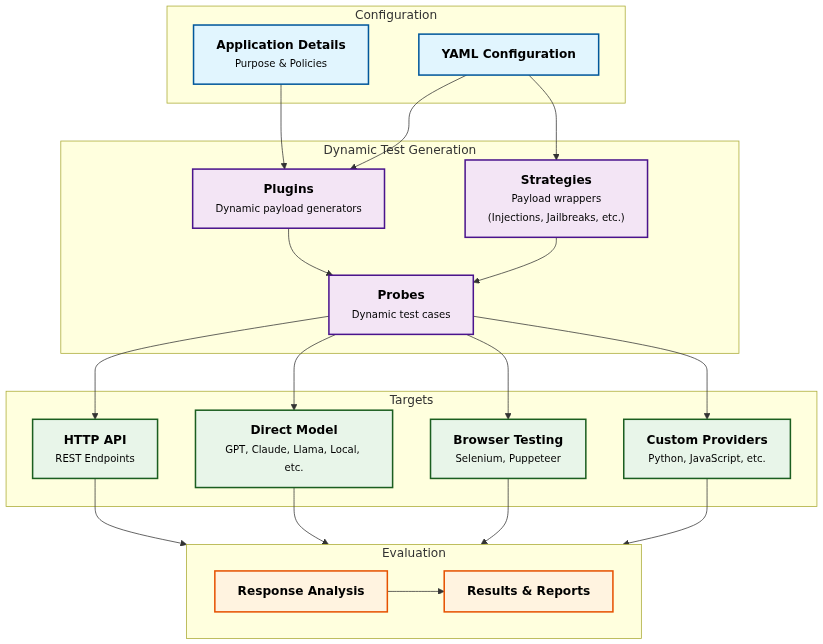 Configuration
Application Details
Purpose & Policies
YAML Configuration
Dynamic Test Generation
Plugins
Dynamic payload generators
Strategies
Payload wrappers
(Injections, Jailbreaks, etc.)
Probes
Dynamic test cases
Targets
HTTP API
REST Endpoints
Direct Model
GPT, Claude, Llama, Local,
etc.
Browser Testing
Selenium, Puppeteer
Custom Providers
Python, JavaScript, etc.
Evaluation
Response Analysis
Results & Reports